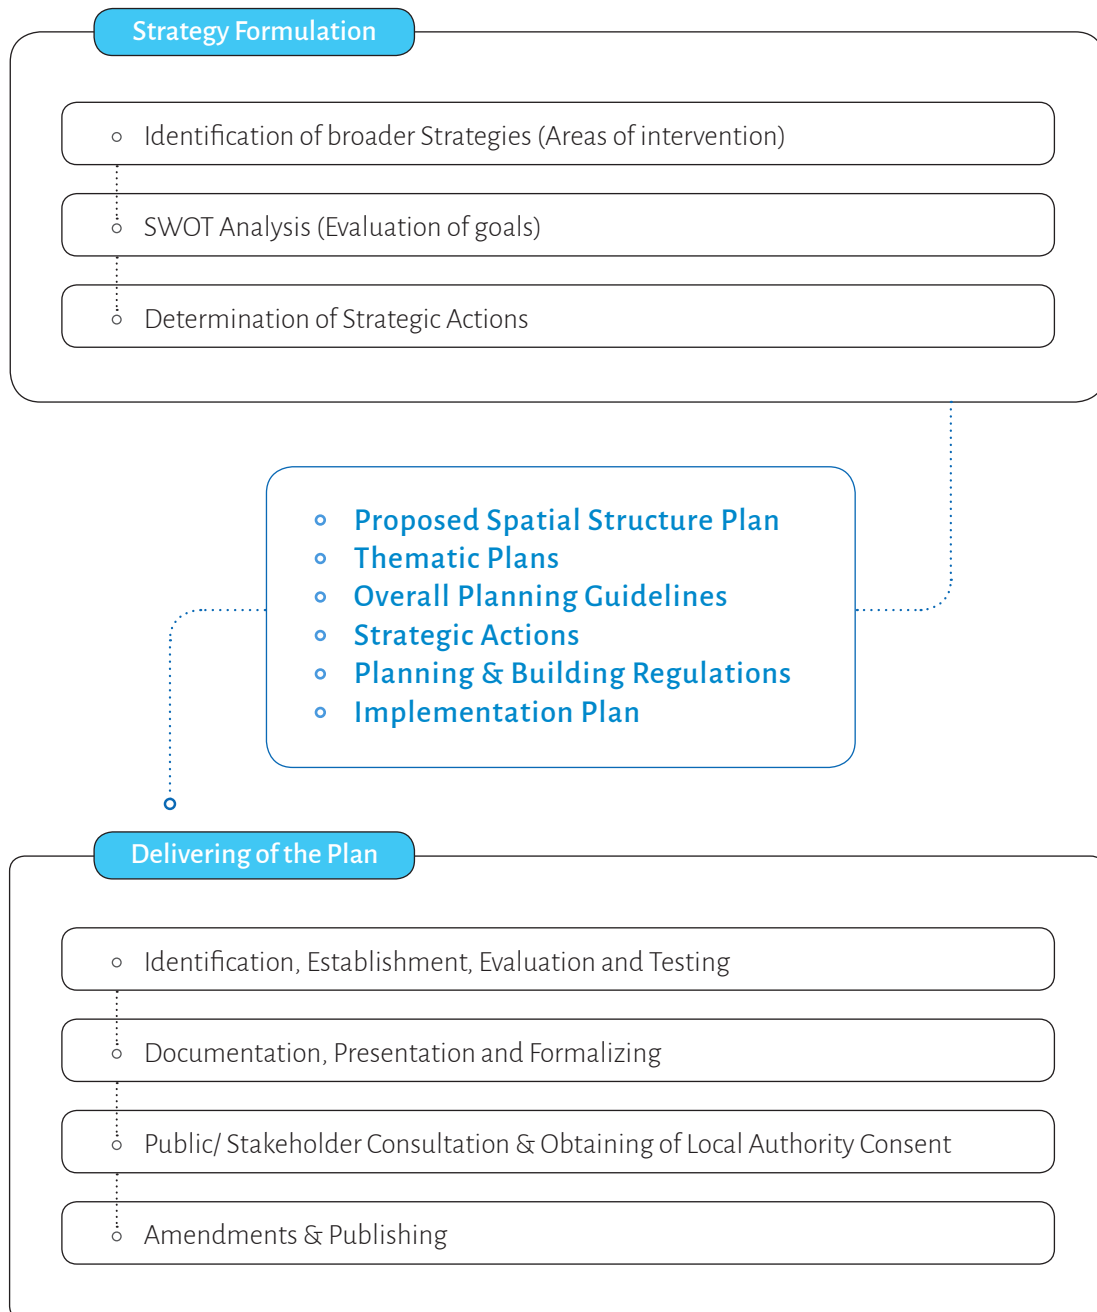 Strategy Formulation
Identification of broader Strategies (Areas of intervention)
SWOT Analysis (Evaluation of goals)
Determination of Strategic Actions
Proposed Spatial Structure Plan
Thematic Plans
Overall Planning Guidelines
Strategic Actions
Planning & Building Regulations
Implementation Plan
Delivering of the Plan
Identification, Establishment, Evaluation and Testing
Documentation, Presentation and Formalizing
Public/ Stakeholder Consultation & Obtaining of Local Authority Consent
Amendments & Publishing